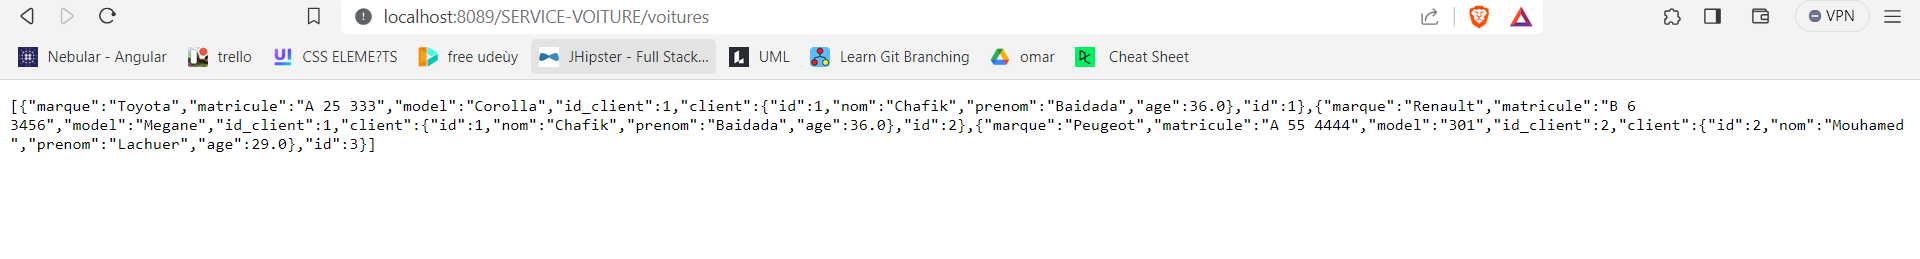 localhost:8089/SERVICE-VOITURE/voitures
VPN
Nebular - Angular trello CSS ELEME?TS free udeùy JHipster - Full Stack... UML Learn Git Branching omar Cheat Sheet
[{"marque":"Toyota","matricule":"A 25 333","model":"Corolla","id_client":1,"client":{"id":1,"nom":"Chafik","prenom":"Baidada","age":36.0},"id":1},{"marque":"Renault","matricule":"B 6
3456","model":"Megane","id_client":1,"client":{"id":1,"nom":"Chafik","prenom":"Baidada","age":36.0},"id":2},{"marque":"Peugeot","matricule":"A 55 4444","model":"301","id_client":2,"client":{"id":2,"nom":"Mouhamed
","prenom":"Lachuer","age":29.0},"id":3}]